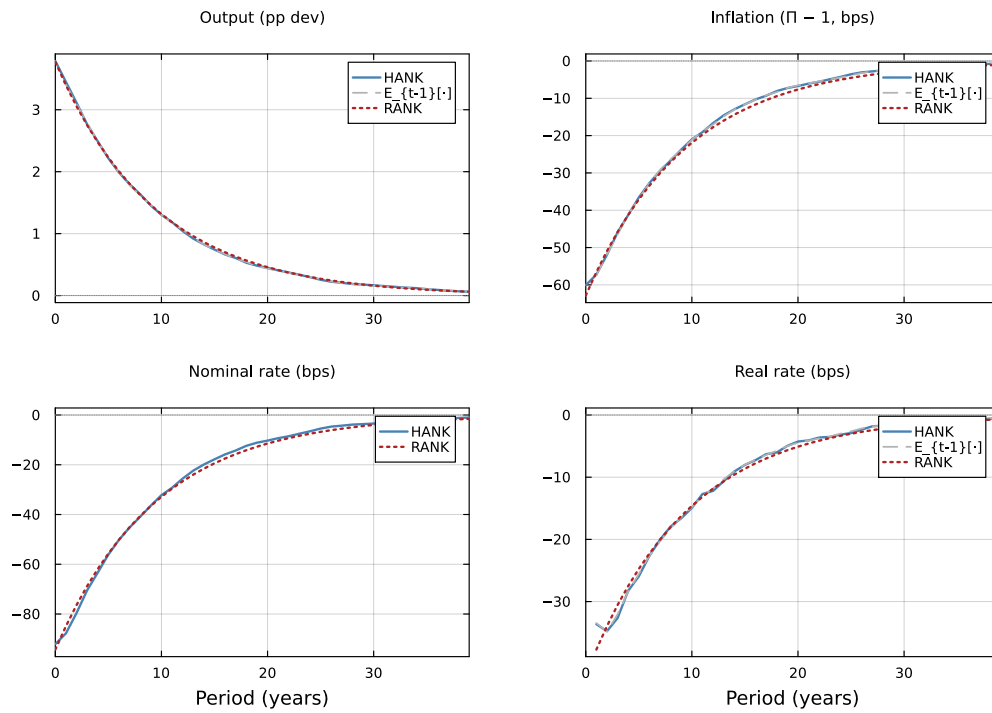 Output (pp dev)
HANK
E_{t-1}[·]
RANK
3
2
1
0
0
10
20
30
Inflation (Π − 1, bps)
HANK
E_{t-1}[·]
RANK
0
−10
−20
−30
−40
−50
−60
0
10
20
30
Nominal rate (bps)
HANK
RANK
0
−20
−40
−60
−80
0
10
20
30
Period (years)
Real rate (bps)
HANK
E_{t-1}[·]
RANK
0
−10
−20
−30
0
10
20
30
Period (years)